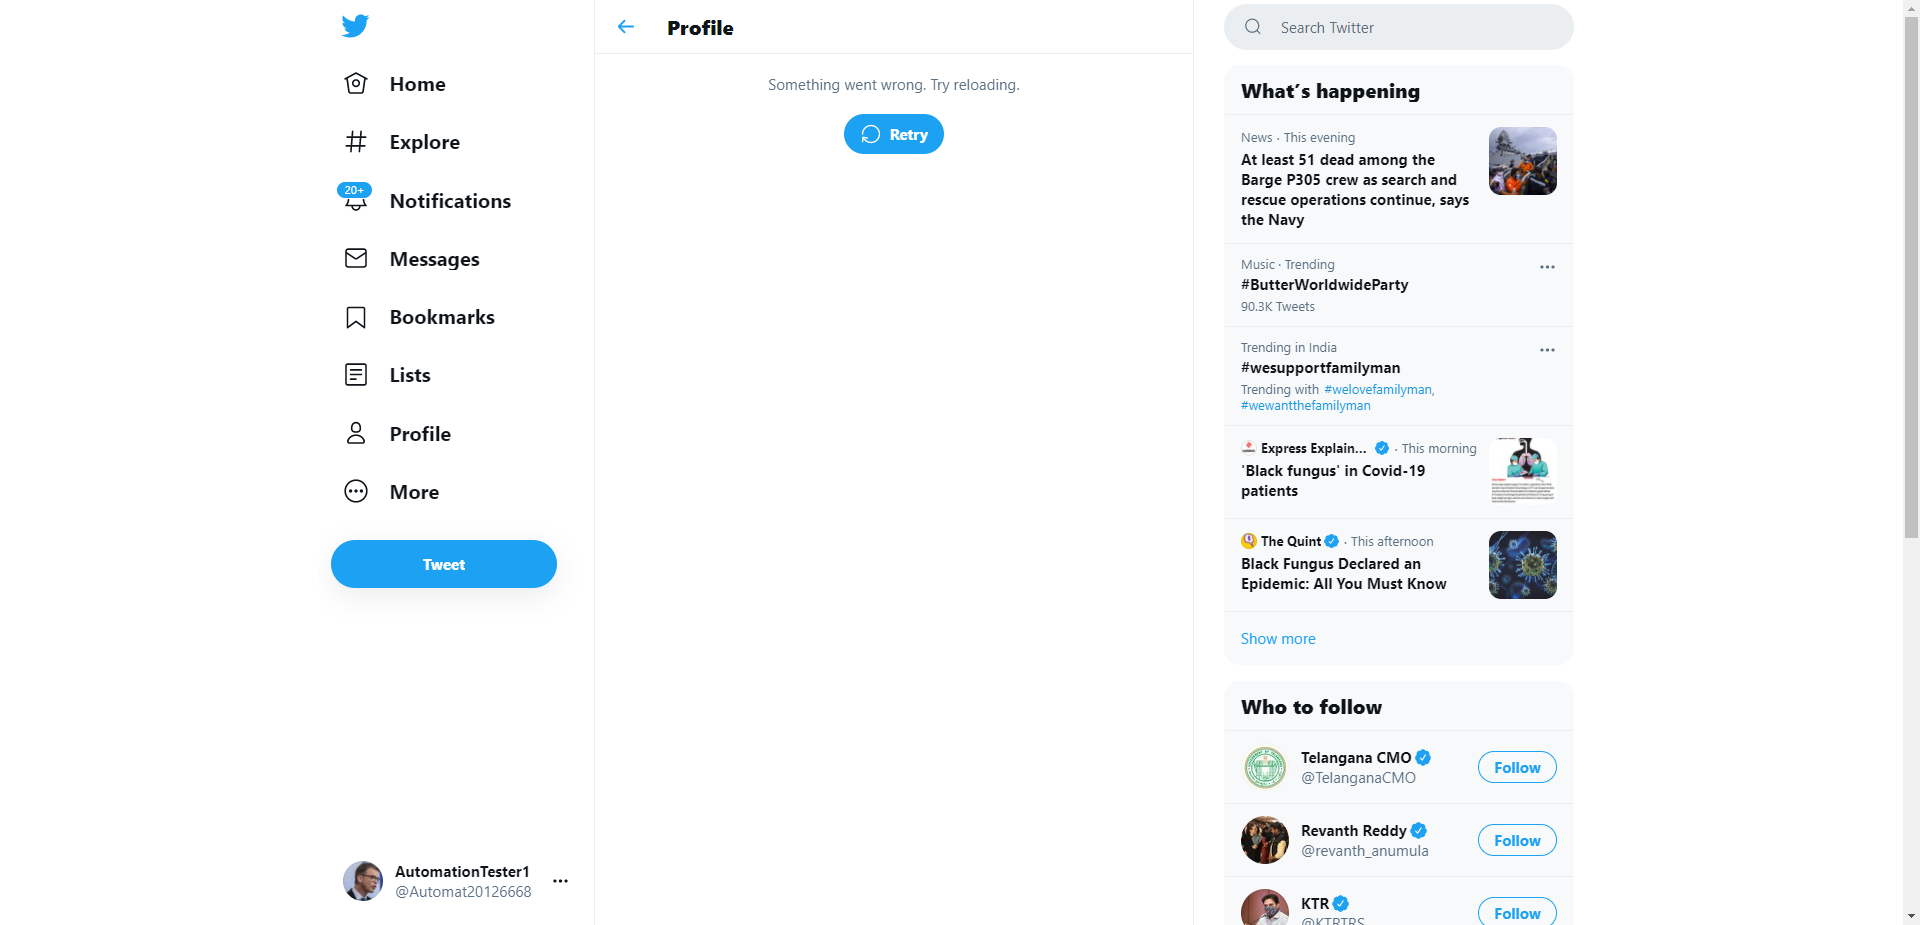 Home
Explore
20+
Notifications
Messages
Bookmarks
Lists
Profile
More
Tweet
AutomationTester1
@Automat20126668
Profile
Something went wrong. Try reloading.
Retry
Search Twitter
What's happening
News · This evening
At least 51 dead among the
Barge P305 crew as search and
rescue operations continue, says
the Navy
Music · Trending
#ButterWorldwideParty
90.3K Tweets
Trending in India
#wesupportfamilyman
Trending with #welovefamilyman,
#wewantthefamilyman
Express Explain... · This morning
'Black fungus' in Covid-19
patients
The Quint · This afternoon
Black Fungus Declared an
Epidemic: All You Must Know
Show more
Who to follow
Telangana CMO
@TelanganaCMO
Follow
Revanth Reddy
@revanth_anumula
Follow
KTR
@KTRTRS
Follow